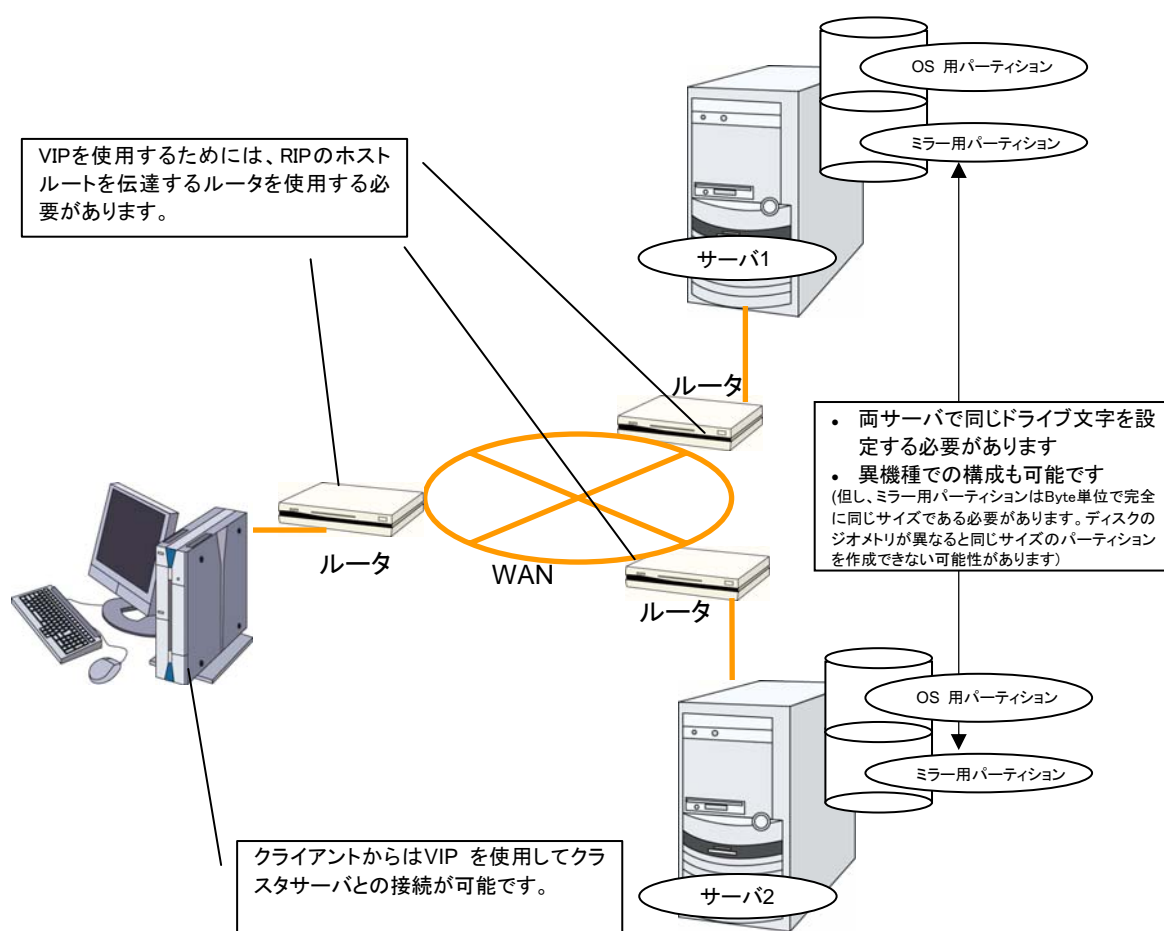 OS 用パーティション
ミラー用パーティション
VIPを使用するためには、RIPのホスト
ルートを伝達するルータを使用する必
要があります。
サーバ1
ルータ
• 両サーバで同じドライブ文字を設
定する必要があります
• 異機種での構成も可能です
(但し、ミラー用パーティションはByte単位で完全
に同じサイズである必要があります。ディスクの
ジオメトリが異なると同じサイズのパーティション
を作成できない可能性があります)
ルータ
WAN
ルータ
OS 用パーティション
ミラー用パーティション
クライアントからはVIP を使用してクラ
スタサーバとの接続が可能です。
サーバ2